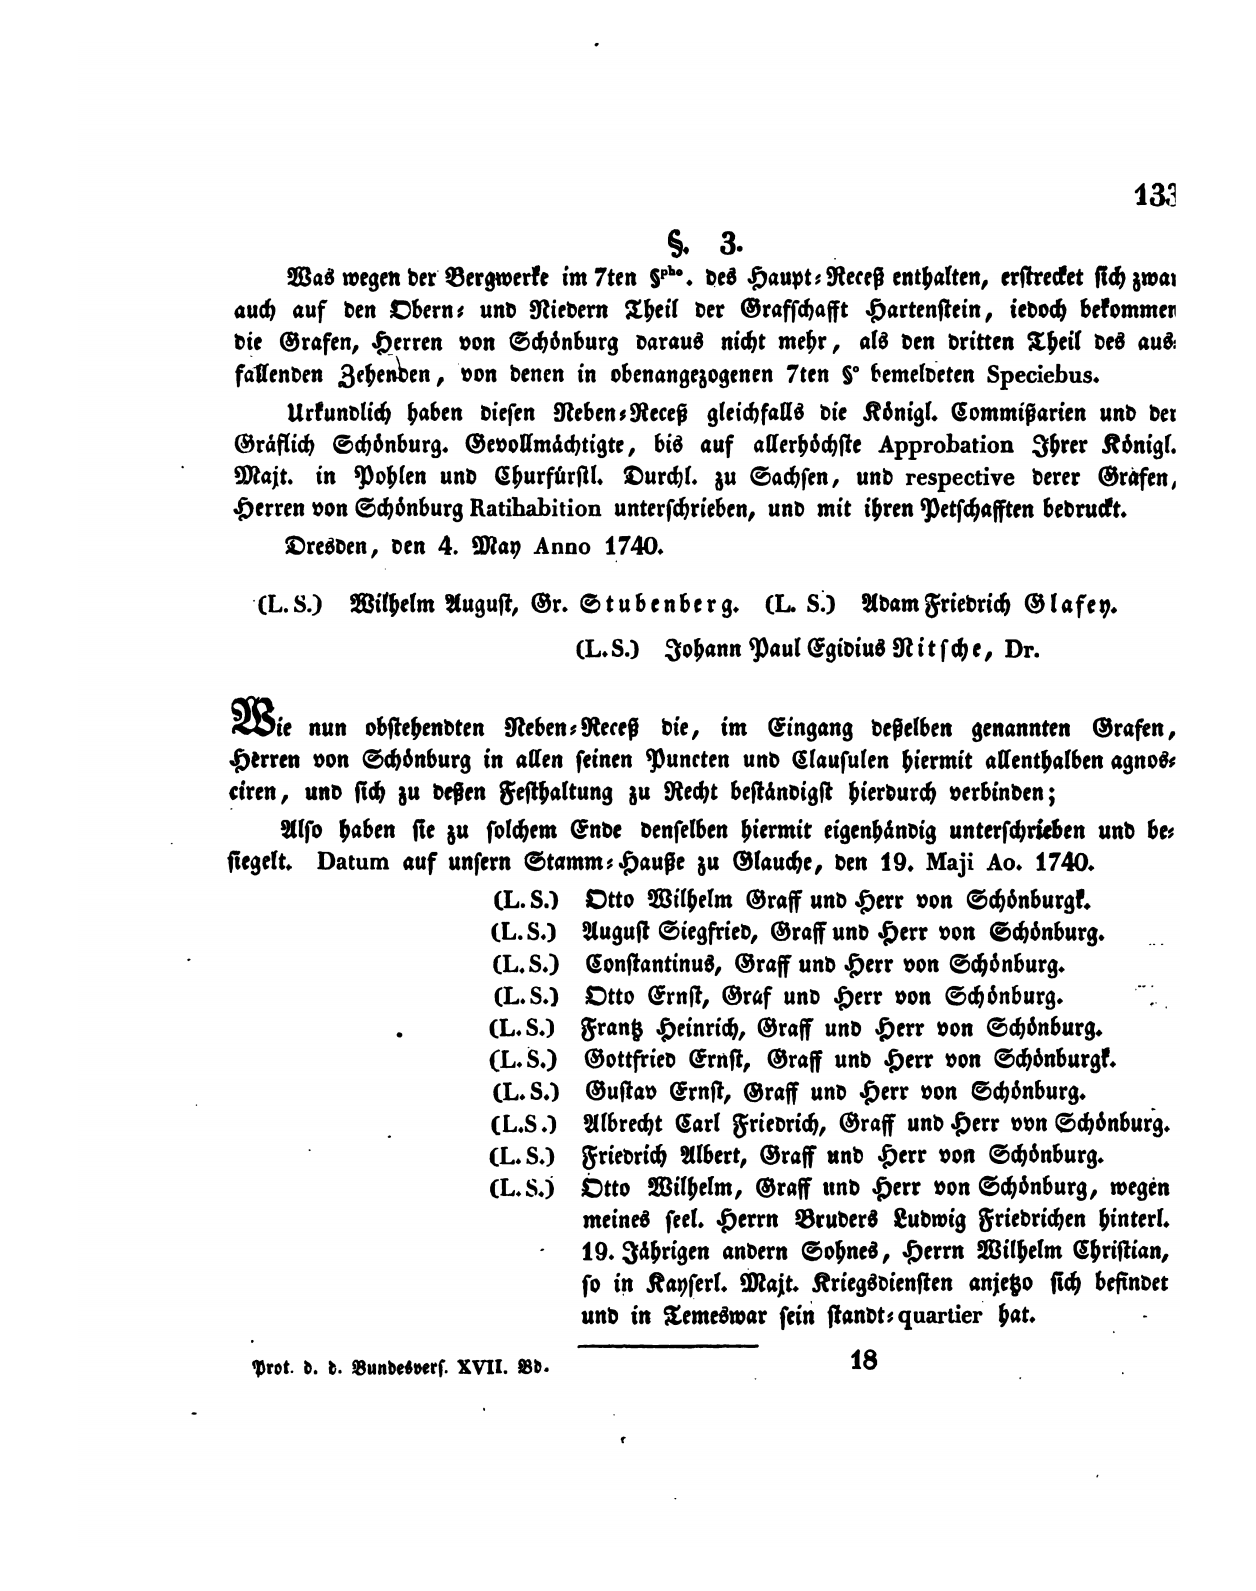 133
§. 3.
Was wegen der Bergwerke im 7ten §pho. des Haupt-Receß enthalten, erstrecket sich zwar
auch auf den Obern- und Niedern Theil der Grafschafft Hartenstein, iedoch bekommen
die Grafen, Herren von Schönburg daraus nicht mehr, als den dritten Theil des aus-
fallenden Zehenden, von denen in obenangezogenen 7ten §o bemeldeten Speciebus.
Urkundlich haben diesen Neben-Receß gleichfalls die Königl. Commißarien und der
Gräflich Schönburg. Gevollmächtigte, bis auf allerhöchste Approbation Ihrer Königl.
Majt. in Pohlen und Churfürstl. Durchl. zu Sachsen, und respective derer Grafen,
Herren von Schönburg Ratihabition unterschrieben, und mit ihren Petschafften bedruckt.
Dresden, den 4. May Anno 1740.
(L. S.) Wilhelm August, Gr. Stubenberg. (L. S.) Adam Friedrich Glafey.
(L. S.) Johann Paul Egidius Nitsche, Dr.
Wie nun obstehendten Neben-Receß die, im Eingang deßelben genannten Grafen,
Herren von Schönburg in allen seinen Puncten und Clausulen hiermit allenthalben agnos-
ciren, und sich zu deßen Festhaltung zu Recht beständigst hierdurch verbinden;
Also haben sie zu solchem Ende denselben hiermit eigenhändig unterschrieben und be-
siegelt. Datum auf unsern Stamm-Hauße zu Glauche, den 19. Maji Ao. 1740.
(L. S.) Otto Wilhelm Graff und Herr von Schönburgk.
(L. S.) August Siegfried, Graff und Herr von Schönburg.
(L. S.) Constantinus, Graff und Herr von Schönburg.
(L. S.) Otto Ernst, Graf und Herr von Schönburg.
(L. S.) Frantz Heinrich, Graff und Herr von Schönburg.
(L. S.) Gottfried Ernst, Graff und Herr von Schönburgk.
(L. S.) Gustav Ernst, Graff und Herr von Schönburg.
(L. S.) Albrecht Carl Friedrich, Graff und Herr von Schönburg.
(L. S.) Friedrich Albert, Graff und Herr von Schönburg.
(L. S.) Otto Wilhelm, Graff und Herr von Schönburg, wegen
meines seel. Herrn Bruders Ludwig Friedrichen hinterl.
19. Jährigen andern Sohnes, Herrn Wilhelm Christian,
so in Kayserl. Majt. Kriegsdiensten anjetzo sich befindet
und in Temeswar sein standt-quartier hat.
Prot. d. d. Bundesvers. XVII. Bd. 18